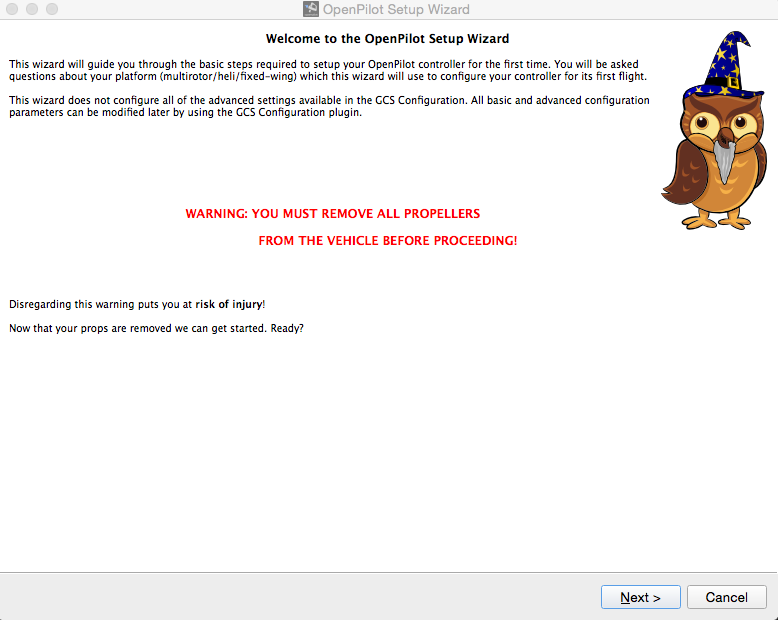 OpenPilot Setup Wizard
Welcome to the OpenPilot Setup Wizard
This wizard will guide you through the basic steps required to setup your OpenPilot controller for the first time. You will be asked
questions about your platform (multirotor/heli/fixed-wing) which this wizard will use to configure your controller for its first flight.
This wizard does not configure all of the advanced settings available in the GCS Configuration. All basic and advanced configuration
parameters can be modified later by using the GCS Configuration plugin.
WARNING: YOU MUST REMOVE ALL PROPELLERS
FROM THE VEHICLE BEFORE PROCEEDING!
Disregarding this warning puts you at risk of injury!
Now that your props are removed we can get started. Ready?
Next >
Cancel